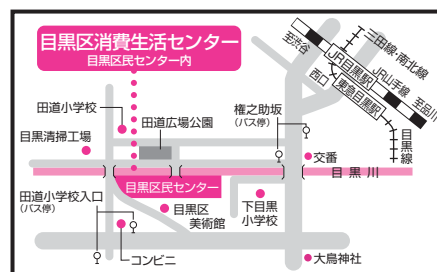 目黒区消費生活センター
目黒区民センター内
至渋谷
三田線・南北線
JR目黒駅
JR山手線
至品川
西口
東急目黒駅
目黒線
田道小学校
田道広場公園
権之助坂
(バス停)
目黒清掃工場
交番
目黒川
目黒区民センター
田道小学校入口
(バス停)
目黒区
美術館
下目黒
小学校
コンビニ
大鳥神社